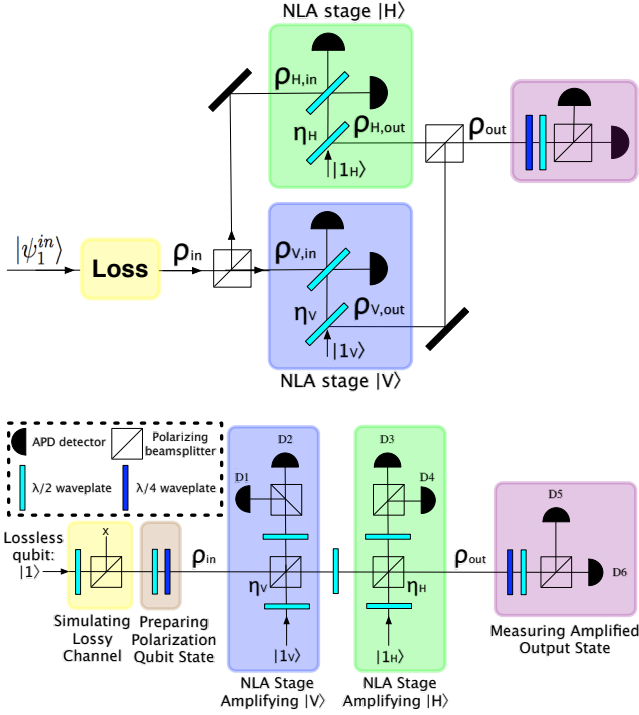 NLA stage |H⟩
ρH,in
ηH
ρH,out
|1H⟩
ρout
|ψ₁ⁱⁿ⟩
Loss
ρin
ρV,in
ηV
ρV,out
|1V⟩
NLA stage |V⟩
APD detector
Polarizing
beamsplitter
λ/2 waveplate
λ/4 waveplate
Lossless
qubit:
|1⟩
x
Simulating
Lossy
Channel
Preparing
Polarization
Qubit State
ρin
D1
D2
ηV
|1V⟩
NLA Stage
Amplifying |V⟩
D3
D4
ηH
|1H⟩
NLA Stage
Amplifying |H⟩
ρout
D5
D6
Measuring Amplified
Output State